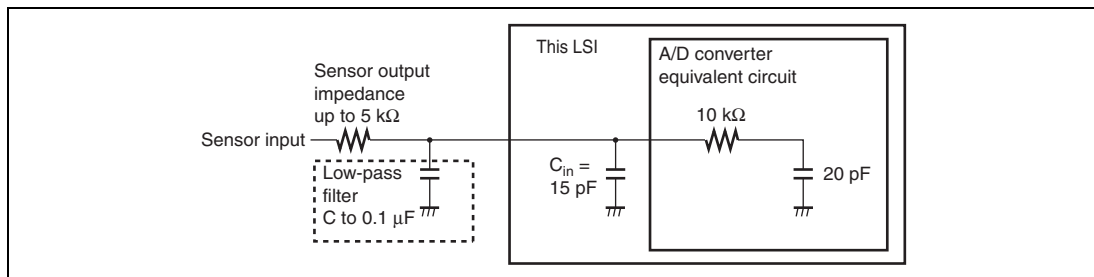 This LSI
A/D converter
equivalent circuit
Sensor output
impedance
up to 5 kΩ
10 kΩ
Sensor input
Low-pass
filter
C to 0.1 μF
Cin =
15 pF
20 pF